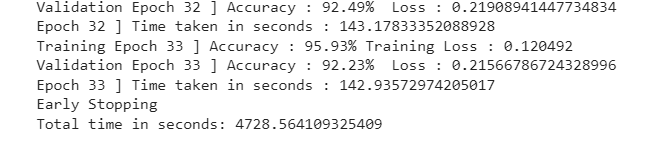 Validation Epoch 32 ] Accuracy : 92.49%  Loss : 0.21908941447734834
Epoch 32 ] Time taken in seconds : 143.17833352088928
Training Epoch 33 ] Accuracy : 95.93% Training Loss : 0.120492
Validation Epoch 33 ] Accuracy : 92.23%  Loss : 0.21566786724328996
Epoch 33 ] Time taken in seconds : 142.93572974205017
Early Stopping
Total time in seconds: 4728.564109325409